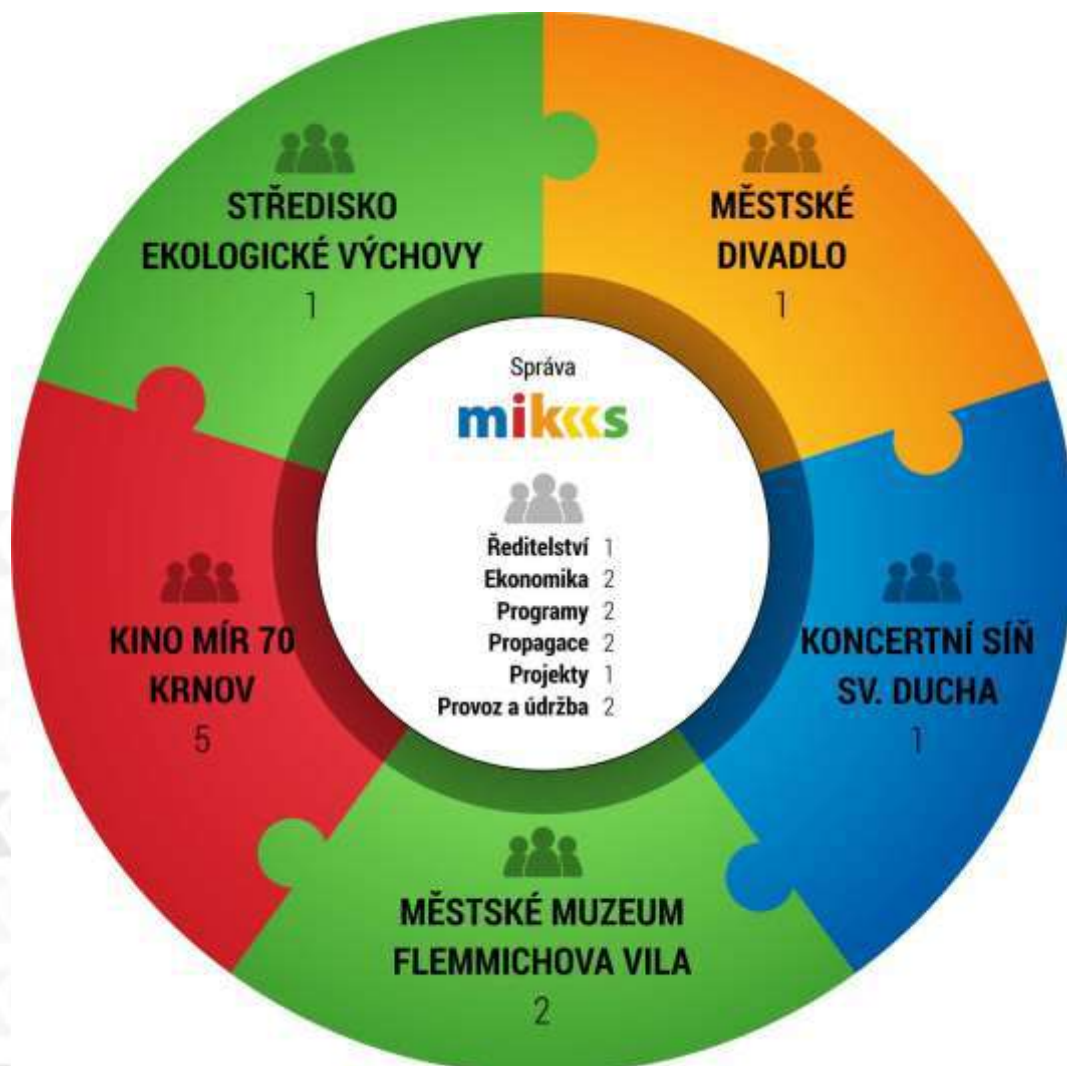 STŘEDISKO
EKOLOGICKÉ VÝCHOVY
1
MĚSTSKÉ
DIVADLO
1
Správa
miks
Ředitelství 1
Ekonomika 2
Programy 2
Propagace 2
Projekty 1
Provoz a údržba 2
KINO MÍR 70
KRNOV
5
KONCERTNÍ SÍŇ
SV. DUCHA
1
MĚSTSKÉ MUZEUM
FLEMMICHOVA VILA
2